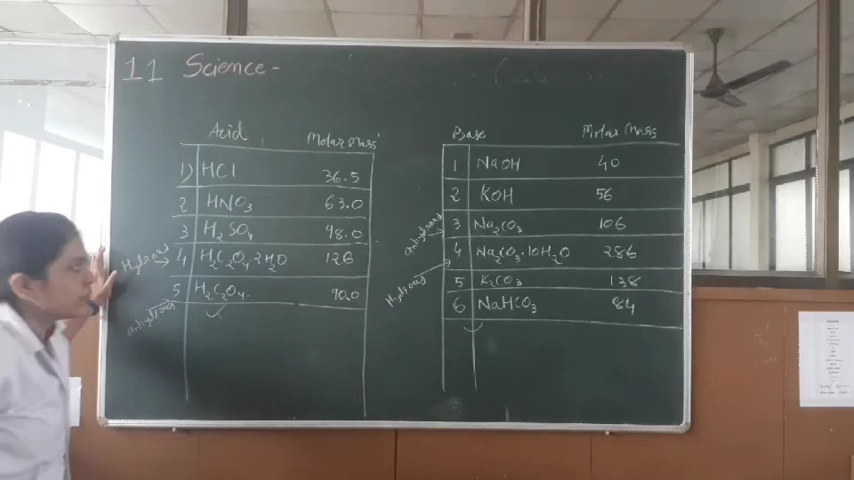 11 Science-
Acid Molar mass
1) HCl 36.5
2 HNO₃ 63.0
3 H₂SO₄ 98.0
Hydrous → 4 H₂C₂O₄·2H₂O 126
anhydrous → 5 H₂C₂O₄. 90.0
Base Molar Mass
1 NaOH 40
2 KOH 56
anhydrous → 3 Na₂CO₃ 106
Hydrous → 4 Na₂CO₃·10H₂O 286
5 K₂CO₃ 138
6 NaHCO₃ 84